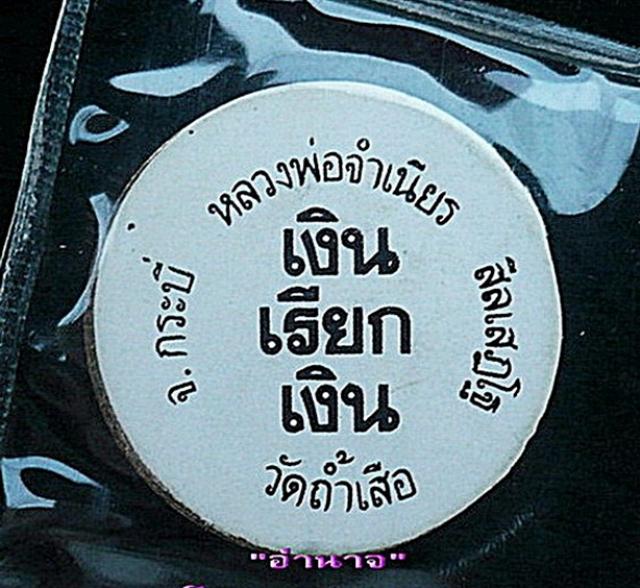 หลวงพ่อจำเนียร
สีลเสฏฺโฐ
จ.กระบี่
เงิน
เรียก
เงิน
วัดถ้ำเสือ
"อำนาจ"